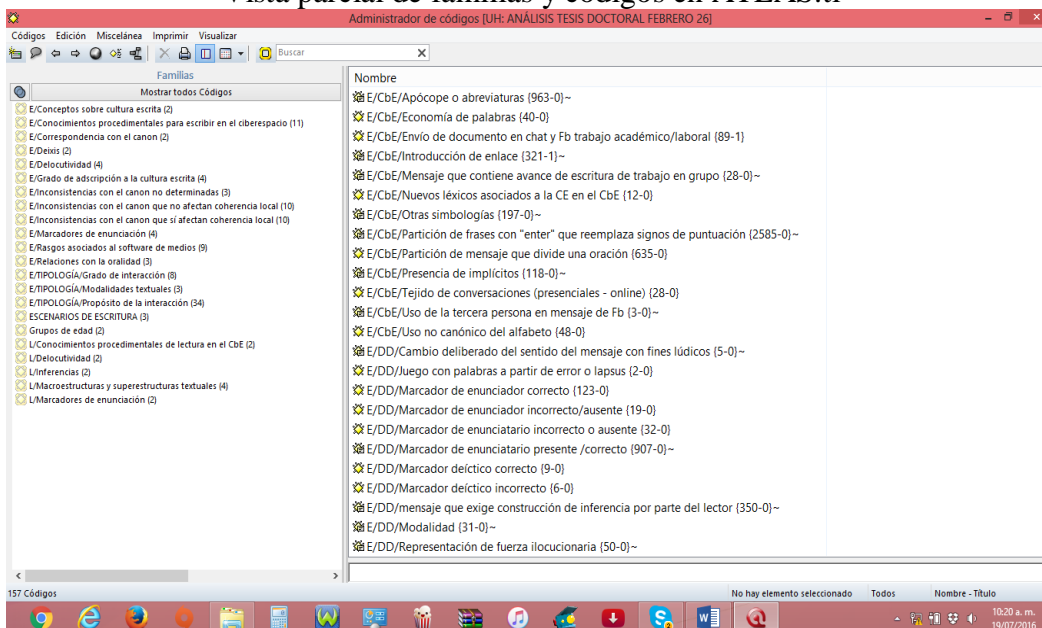 Vista parcial de familias y códigos en ATLAS.ti
Administrador de códigos [UH: ANÁLISIS TESIS DOCTORAL FEBRERO 26]
Códigos Edición Miscelánea Imprimir Visualizar
Buscar
Familias
Mostrar todos Códigos
E/Conceptos sobre cultura escrita (2)
E/Conocimientos procedimentales para escribir en el ciberespacio (11)
E/Correspondencia con el canon (2)
E/Deixis (2)
E/Delocutividad (4)
E/Grado de adscripción a la cultura escrita (4)
E/Inconsistencias con el canon no determinadas (3)
E/Inconsistencias con el canon que no afectan coherencia local (10)
E/Inconsistencias con el canon que sí afectan coherencia local (10)
E/Marcadores de enunciación (4)
E/Rasgos asociados al software de medios (9)
E/Relaciones con la oralidad (3)
E/TIPOLOGÍA/Grado de interacción (8)
E/TIPOLOGÍA/Modalidades textuales (3)
E/TIPOLOGÍA/Propósito de la interacción (34)
ESCENARIOS DE ESCRITURA (3)
Grupos de edad (2)
L/Conocimientos procedimentales de lectura en el CbE (2)
L/Delocutividad (2)
L/Inferencias (2)
L/Macroestructuras y superestructuras textuales (4)
L/Marcadores de enunciación (2)
Nombre
E/CbE/Apócope o abreviaturas {963-0}~
E/CbE/Economía de palabras {40-0}
E/CbE/Envío de documento en chat y Fb trabajo académico/laboral {89-1}
E/CbE/Introducción de enlace {321-1}~
E/CbE/Mensaje que contiene avance de escritura de trabajo en grupo {28-0}~
E/CbE/Nuevos léxicos asociados a la CE en el CbE {12-0}
E/CbE/Otras simbologías {197-0}~
E/CbE/Partición de frases con "enter" que reemplaza signos de puntuación {2585-0}~
E/CbE/Partición de mensaje que divide una oración {635-0}
E/CbE/Presencia de implícitos {118-0}~
E/CbE/Tejido de conversaciones (presenciales - online) {28-0}
E/CbE/Uso de la tercera persona en mensaje de Fb {3-0}~
E/CbE/Uso no canónico del alfabeto {48-0}
E/DD/Cambio deliberado del sentido del mensaje con fines lúdicos {5-0}~
E/DD/Juego con palabras a partir de error o lapsus {2-0}
E/DD/Marcador de enunciador correcto {123-0}
E/DD/Marcador de enunciador incorrecto/ausente {19-0}
E/DD/Marcador de enunciatario incorrecto o ausente {32-0}
E/DD/Marcador de enunciatario presente /correcto {907-0}~
E/DD/Marcador deíctico correcto {9-0}
E/DD/Marcador deíctico incorrecto {6-0}
E/DD/mensaje que exige construcción de inferencia por parte del lector {350-0}~
E/DD/Modalidad {31-0}~
E/DD/Representación de fuerza ilocucionaria {50-0}~
157 Códigos
No hay elemento seleccionado Todos Nombre - Título
10:20 a. m.
19/07/2016